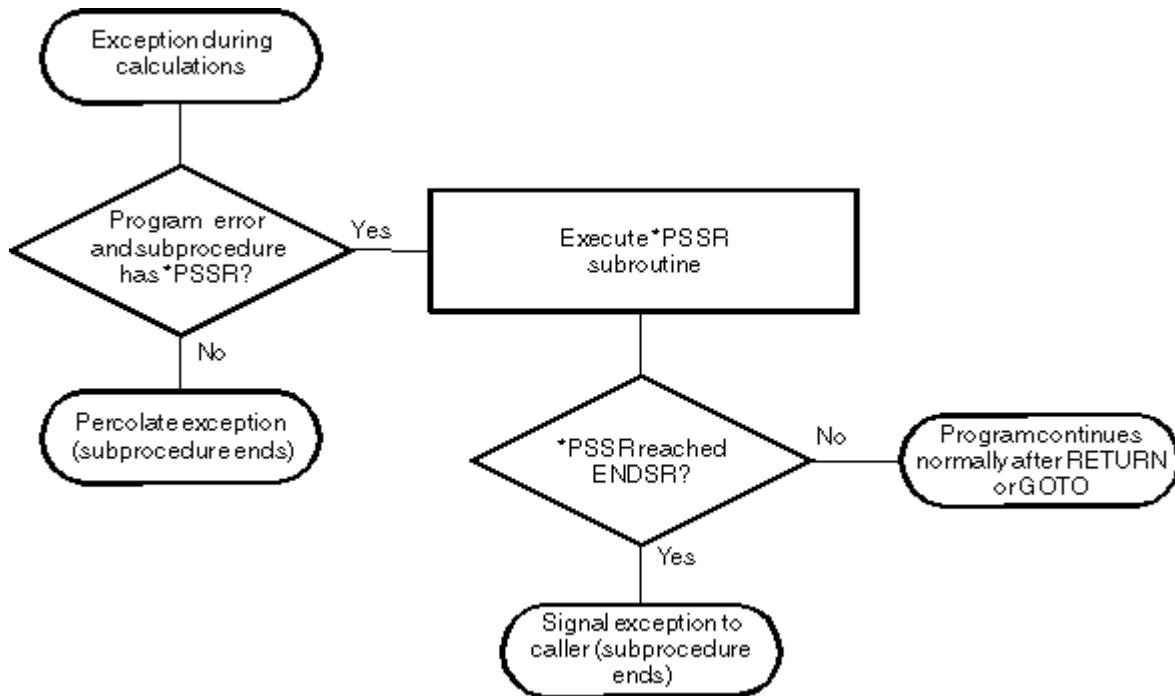 Exception during
calculations
Program error
and subprocedure
has *PSSR?
Yes
Execute *PSSR
subroutine
No
Percolate exception
(subprocedure ends)
*PSSR reached
ENDSR?
No
Program continues
normally after RETURN
or GOTO
Yes
Signal exception to
caller (subprocedure
ends)